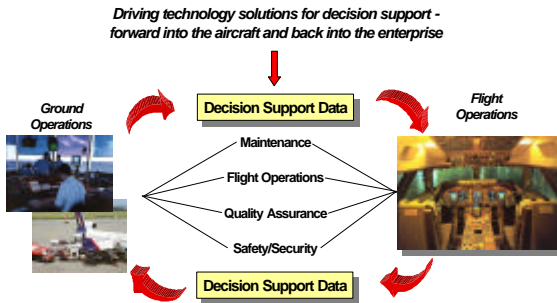 Driving technology solutions for decision support -
forward into the aircraft and back into the enterprise
Ground
Operations
Decision Support Data
Flight
Operations
Maintenance
Flight Operations
Quality Assurance
Safety/Security
Decision Support Data